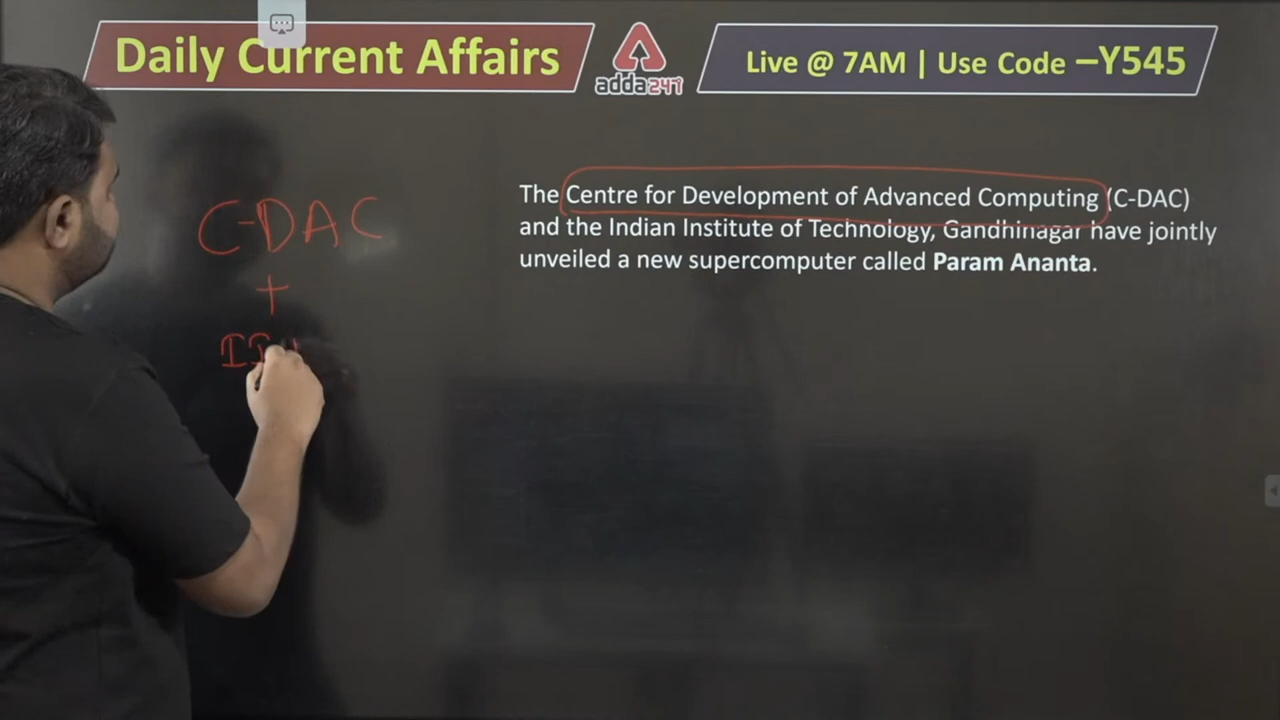 Daily Current Affairs
adda247
Live @ 7AM | Use Code –Y545
The Centre for Development of Advanced Computing (C-DAC)
and the Indian Institute of Technology, Gandhinagar have jointly
unveiled a new supercomputer called Param Ananta.
C-DAC
+